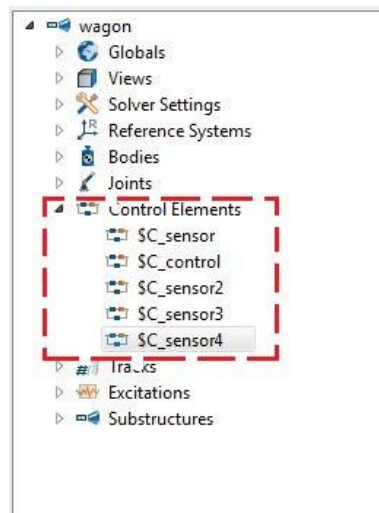 wagon
Globals
Views
Solver Settings
Reference Systems
Bodies
Joints
Control Elements
$C_sensor
$C_control
$C_sensor2
$C_sensor3
$C_sensor4
Tracks
Excitations
Substructures